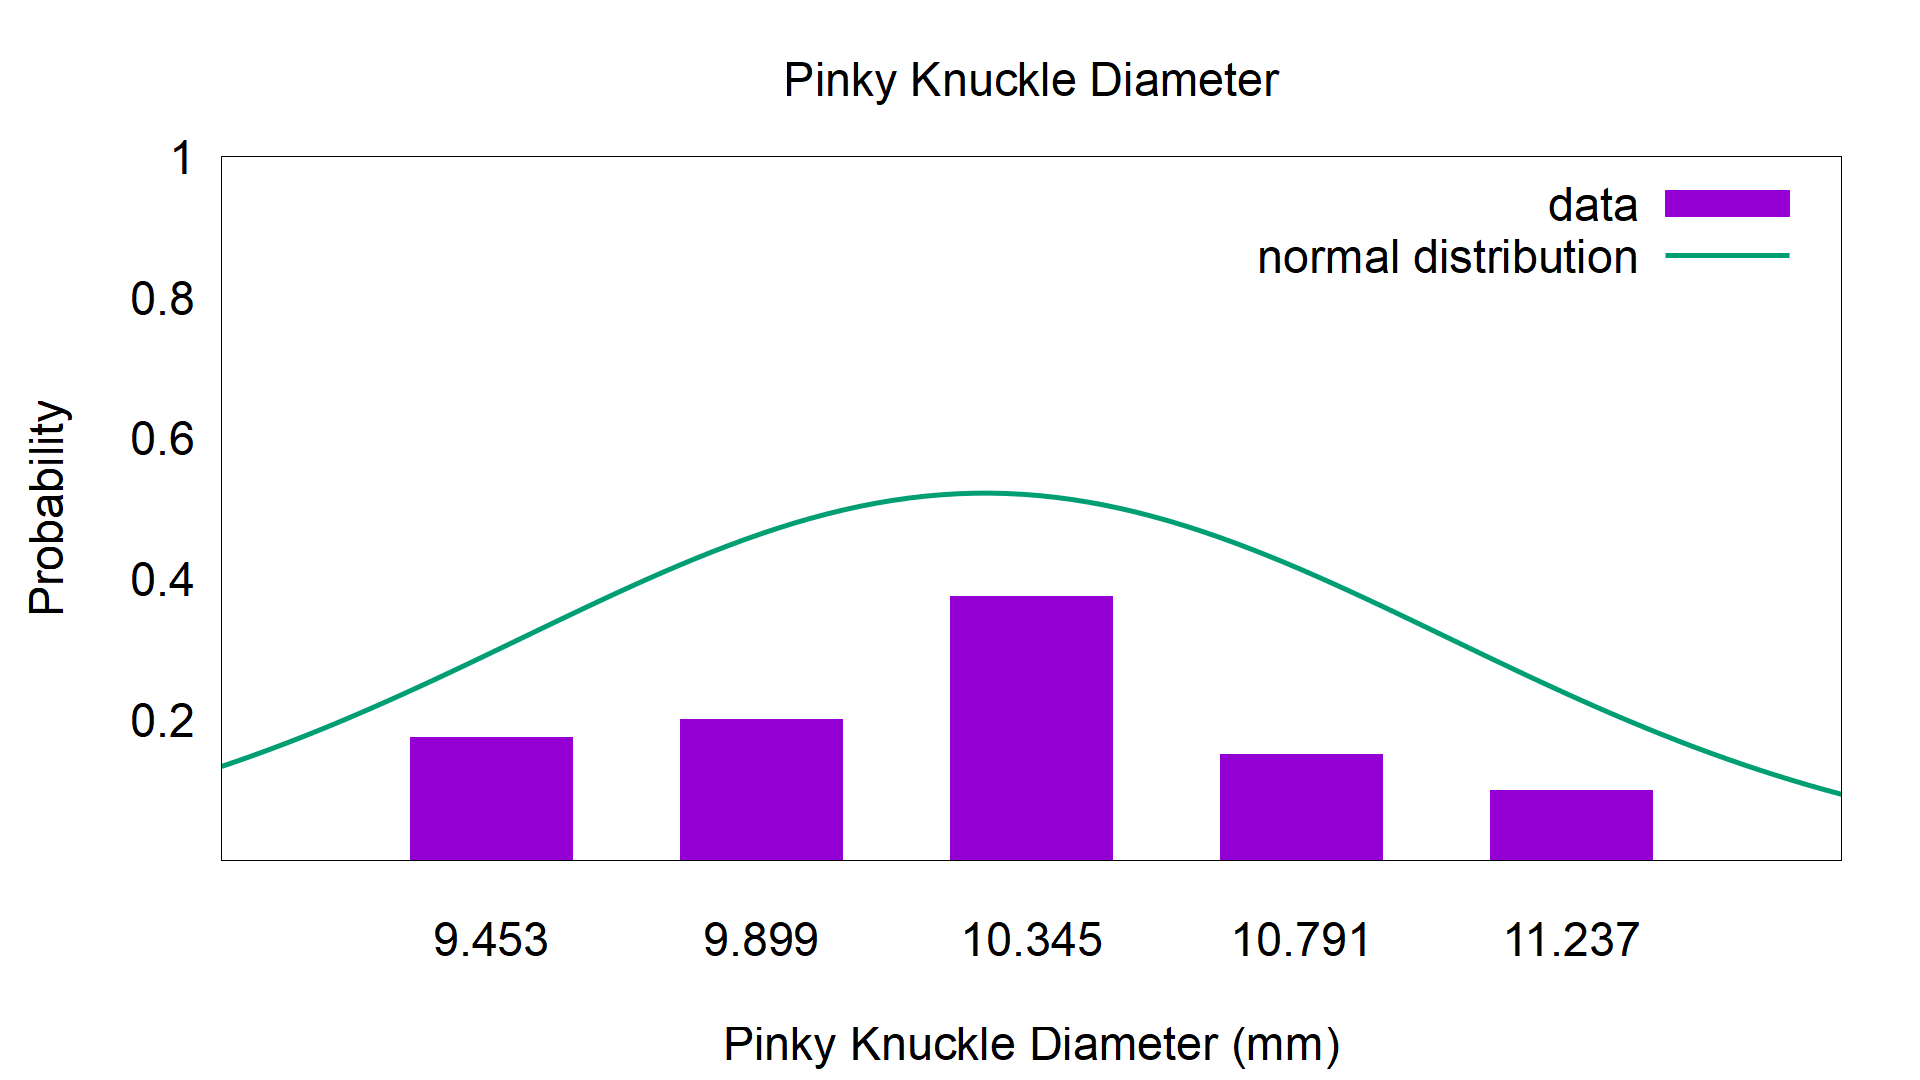 Pinky Knuckle Diameter
1
0.8
0.6
0.4
0.2
Probability
data
normal distribution
9.453 9.899 10.345 10.791 11.237
Pinky Knuckle Diameter (mm)